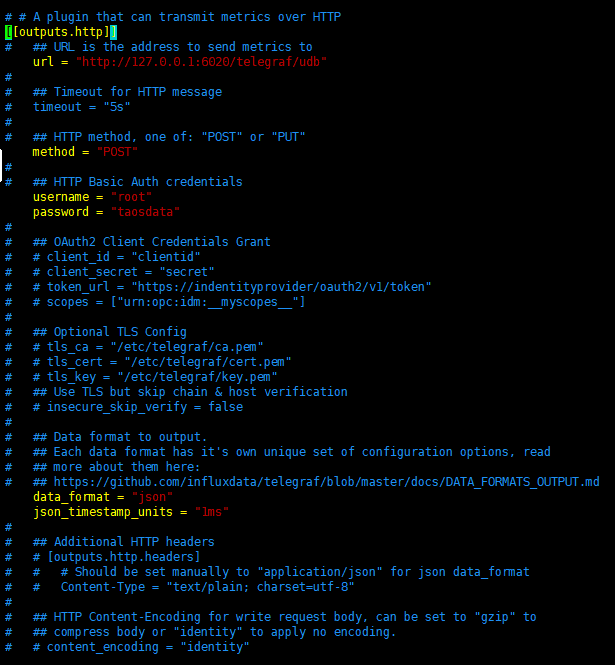 # # A plugin that can transmit metrics over HTTP
[[outputs.http]]
#   ## URL is the address to send metrics to
    url = "http://127.0.0.1:6020/telegraf/udb"
#
#   ## Timeout for HTTP message
#   timeout = "5s"
#
#   ## HTTP method, one of: "POST" or "PUT"
    method = "POST"
#
#   ## HTTP Basic Auth credentials
    username = "root"
    password = "taosdata"
#
#   ## OAuth2 Client Credentials Grant
#   # client_id = "clientid"
#   # client_secret = "secret"
#   # token_url = "https://indentityprovider/oauth2/v1/token"
#   # scopes = ["urn:opc:idm:__myscopes__"]
#
#   ## Optional TLS Config
#   # tls_ca = "/etc/telegraf/ca.pem"
#   # tls_cert = "/etc/telegraf/cert.pem"
#   # tls_key = "/etc/telegraf/key.pem"
#   ## Use TLS but skip chain & host verification
#   # insecure_skip_verify = false
#
#   ## Data format to output.
#   ## Each data format has it's own unique set of configuration options, read
#   ## more about them here:
#   ## https://github.com/influxdata/telegraf/blob/master/docs/DATA_FORMATS_OUTPUT.md
    data_format = "json"
    json_timestamp_units = "1ms"
#
#   ## Additional HTTP headers
#   # [outputs.http.headers]
#   #   # Should be set manually to "application/json" for json data_format
#   #   Content-Type = "text/plain; charset=utf-8"
#
#   ## HTTP Content-Encoding for write request body, can be set to "gzip" to
#   ## compress body or "identity" to apply no encoding.
#   # content_encoding = "identity"